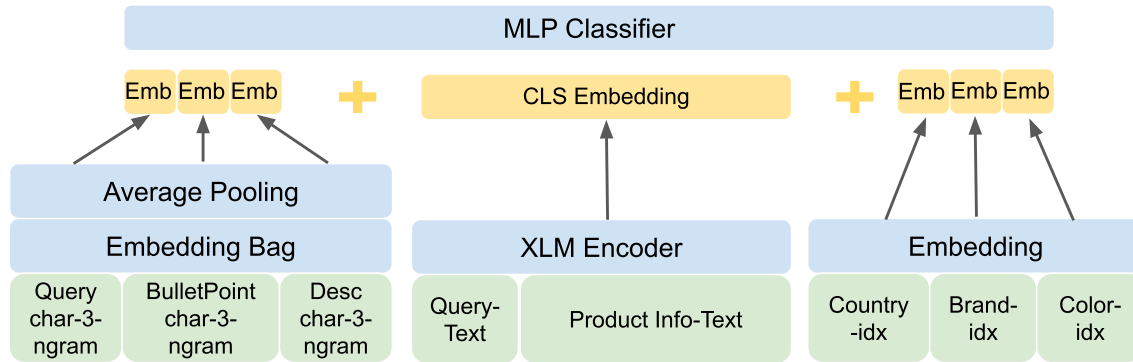 MLP Classifier
Emb Emb Emb
CLS Embedding
Emb Emb Emb
Average Pooling
Embedding Bag
XLM Encoder
Embedding
Query
char-3-
ngram
BulletPoint
char-3-
ngram
Desc
char-3-
ngram
Query-
Text
Product Info-Text
Country
-idx
Brand-
idx
Color-
idx